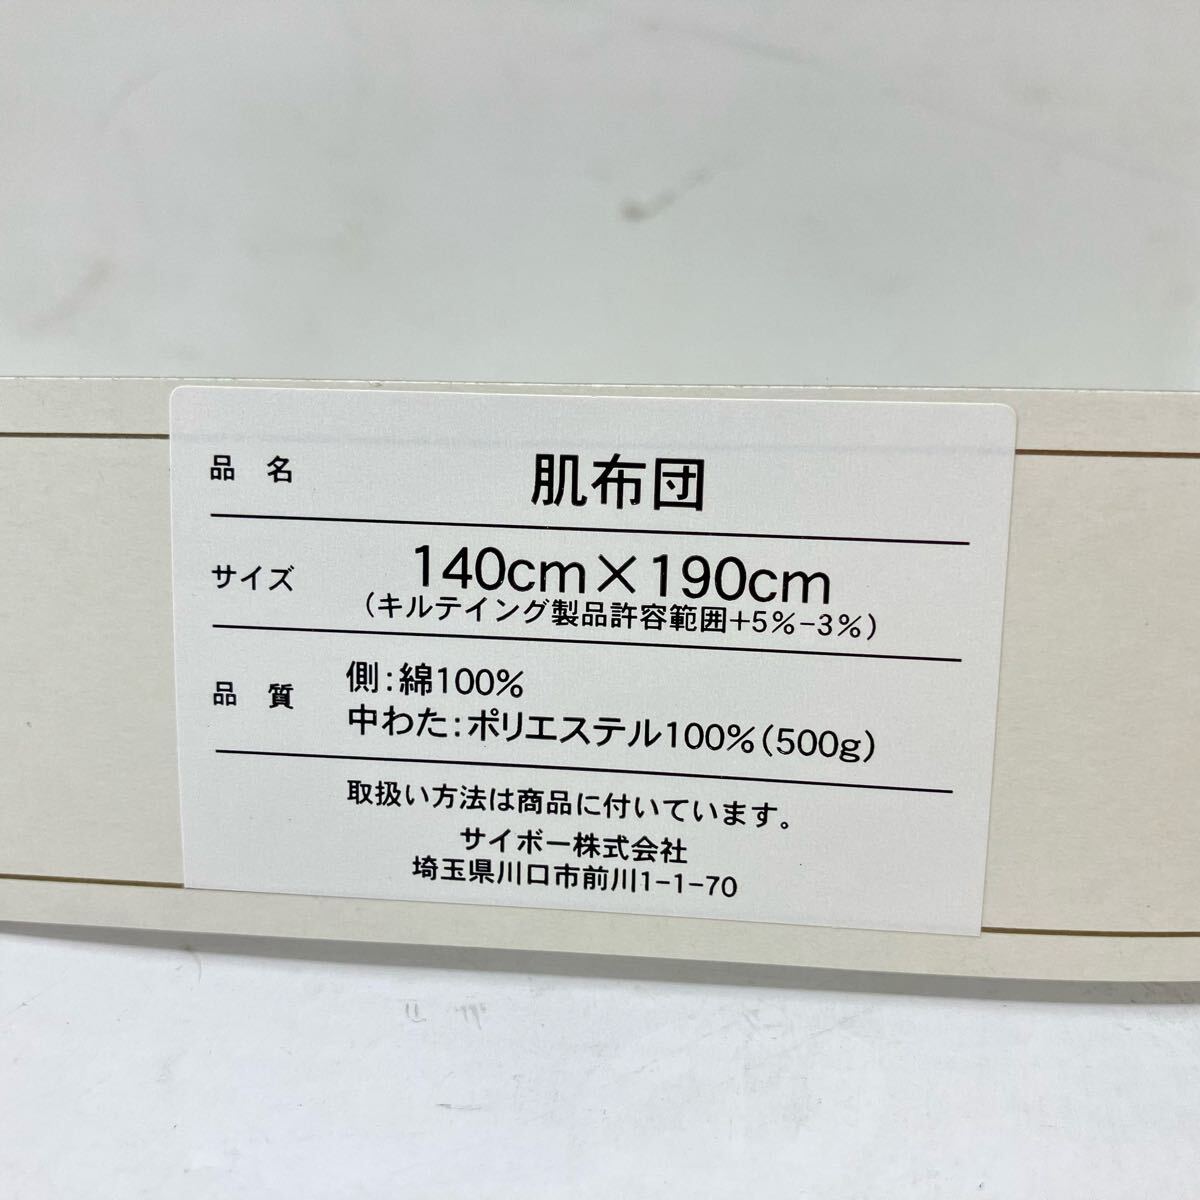 品名 肌布団
サイズ 140cm×190cm
（キルテイング製品許容範囲+5%-3%）
品質 側：綿100%
中わた：ポリエステル100%（500g）
取扱い方法は商品に付いています。
サイボー株式会社
埼玉県川口市前川1-1-70